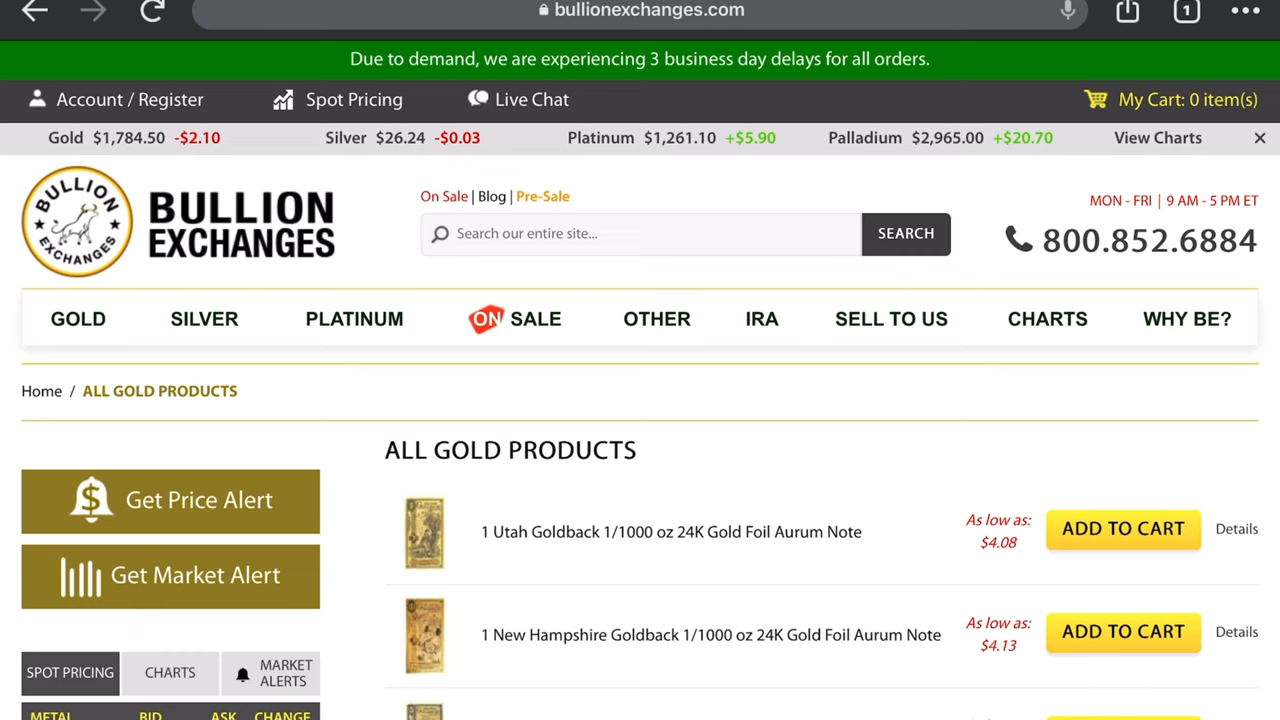 bullionexchanges.com
1
Due to demand, we are experiencing 3 business day delays for all orders.
Account / Register Spot Pricing Live Chat My Cart: 0 item(s)
Gold $1,784.50 -$2.10 Silver $26.24 -$0.03 Platinum $1,261.10 +$5.90 Palladium $2,965.00 +$20.70 View Charts ×
BULLION EXCHANGES
BULLION
EXCHANGES
On Sale | Blog | Pre-Sale
Search our entire site...
SEARCH
MON - FRI | 9 AM - 5 PM ET
800.852.6884
GOLD SILVER PLATINUM ON SALE OTHER IRA SELL TO US CHARTS WHY BE?
Home / ALL GOLD PRODUCTS
Get Price Alert
Get Market Alert
SPOT PRICING CHARTS MARKET
ALERTS
METAL BID ASK CHANGE
ALL GOLD PRODUCTS
1 Utah Goldback 1/1000 oz 24K Gold Foil Aurum Note
As low as:
$4.08
ADD TO CART
Details
1 New Hampshire Goldback 1/1000 oz 24K Gold Foil Aurum Note
As low as:
$4.13
ADD TO CART
Details